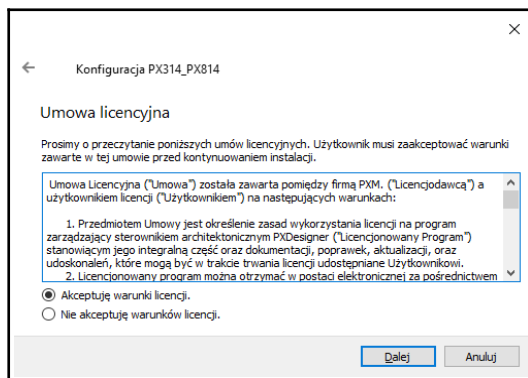 Konfiguracja PX314_PX814
Umowa licencyjna
Prosimy o przeczytanie poniższych umów licencyjnych. Użytkownik musi zaakceptować warunki
zawarte w tej umowie przed kontynuowaniem instalacji.
Umowa Licencyjna ("Umowa") została zawarta pomiędzy firmą PXM. ("Licencjodawcą") a
użytkownikiem licencji ("Użytkownikiem") na następujących warunkach:
1. Przedmiotem Umowy jest określenie zasad wykorzystania licencji na program
zarządzający sterownikiem architektonicznym PXDesigner ("Licencjonowany Program")
stanowiącym jego integralną część oraz dokumentacji, poprawek, aktualizacji, oraz
udoskonaleń, które mogą być w trakcie trwania licencji udostępniane Użytkownikowi.
2. Licencjonowany program można otrzymać w postaci elektronicznej za pośrednictwem
Akceptuję warunki licencji.
Nie akceptuję warunków licencji.
Dalej
Anuluj